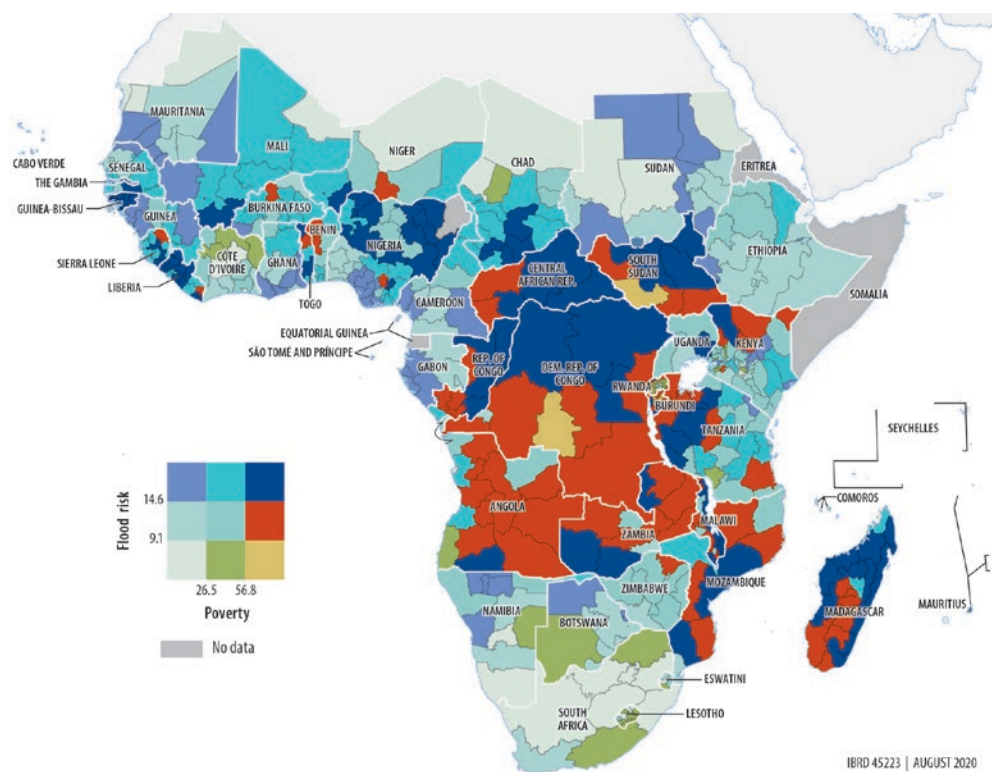 MAURITANIA
MALI
NIGER
CHAD
SUDAN
ERITREA
CABO VERDE
SENEGAL
THE GAMBIA
GUINEA-BISSAU
GUINEA
BURKINA FASO
BENIN
NIGERIA
ETHIOPIA
SIERRA LEONE
CÔTE
D'IVOIRE
GHANA
LIBERIA
TOGO
CENTRAL
AFRICAN REP.
SOUTH
SUDAN
SOMALIA
CAMEROON
EQUATORIAL GUINEA
SÃO TOMÉ AND PRÍNCIPE
GABON
REP. OF
CONGO
DEM. REP. OF
CONGO
UGANDA
KENYA
RWANDA
BURUNDI
TANZANIA
SEYCHELLES
COMOROS
ANGOLA
ZAMBIA
MALAWI
MOZAMBIQUE
MADAGASCAR
MAURITIUS
ZIMBABWE
NAMIBIA
BOTSWANA
ESWATINI
LESOTHO
SOUTH
AFRICA
Flood risk
14.6
9.1
26.5 56.8
Poverty
No data
IBRD 45223 | AUGUST 2020